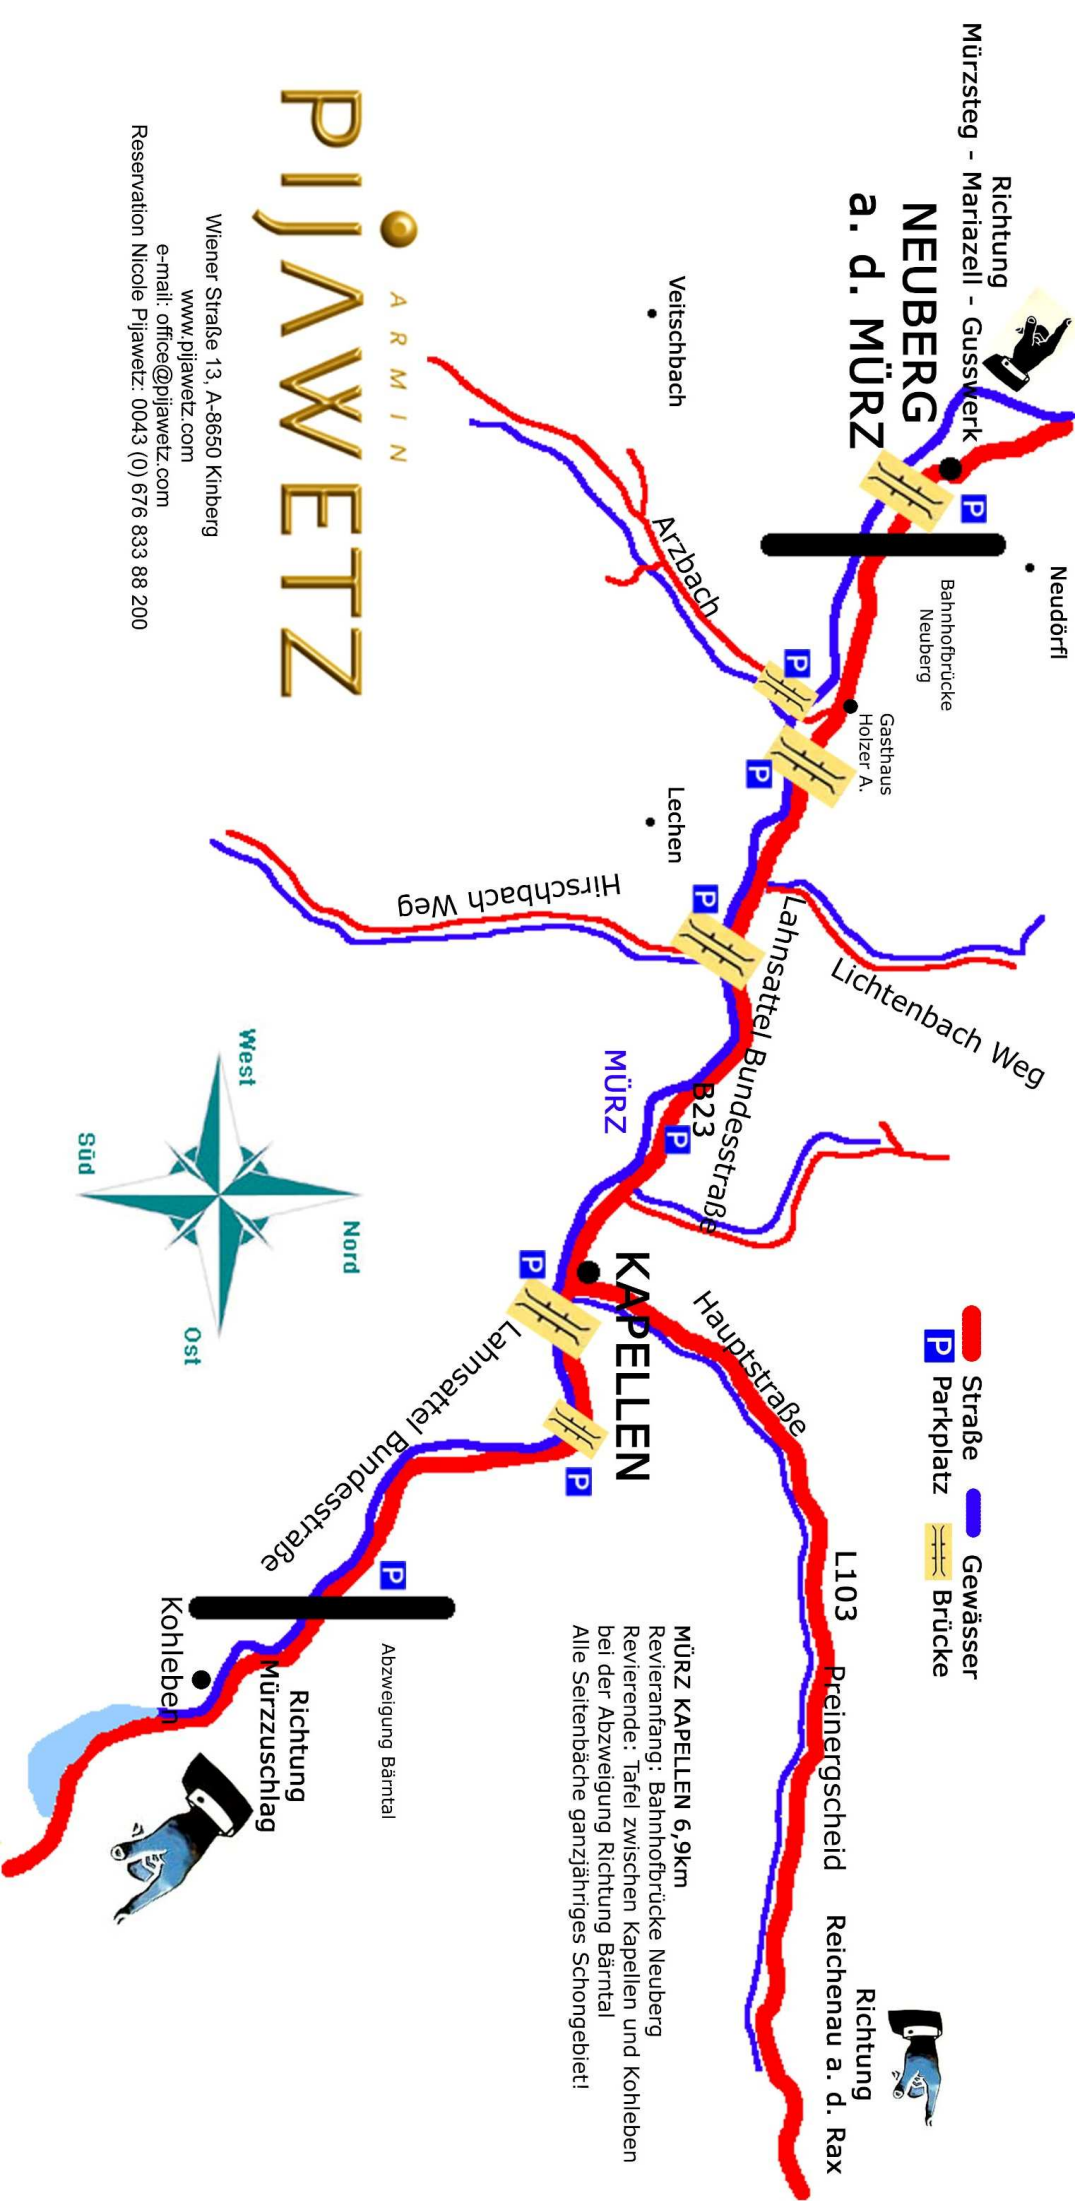 Richtung
Mürzsteg - Mariazell - Gusswerk
NEUBERG
a. d. MÜRZ
P
Neudörfl
Bahnhofbrücke
Neuberg
Gasthaus
Holzer A.
P
P
Veitschbach
Arzbach
Lechen
P
Hirschbach Weg
Lichtenbach Weg
Lahnsattel Bundesstraße
B23
MÜRZ
P
KAPELLEN
P
P
Hauptstraße
L103
Preinergscheid
Richtung
Reichenau a. d. Rax
Straße Gewässer
P Parkplatz Brücke
Lahnsattel Bundesstraße
P
Abzweigung Bärntal
Kohleben
Richtung
Mürzzuschlag
MÜRZ KAPELLEN 6,9km
Revieranfang: Bahnhofbrücke Neuberg
Revierende: Tafel zwischen Kapellen und Kohleben
bei der Abzweigung Richtung Bärntal
Alle Seitenbäche ganzjähriges Schongebiet!
West
Nord
Süd
Ost
ARMIN
PIJAWETZ
Wiener Straße 13, A-8650 Kinberg
www.pijawetz.com
e-mail: office@pijawetz.com
Reservation Nicole Pijawetz: 0043 (0) 676 833 88 200